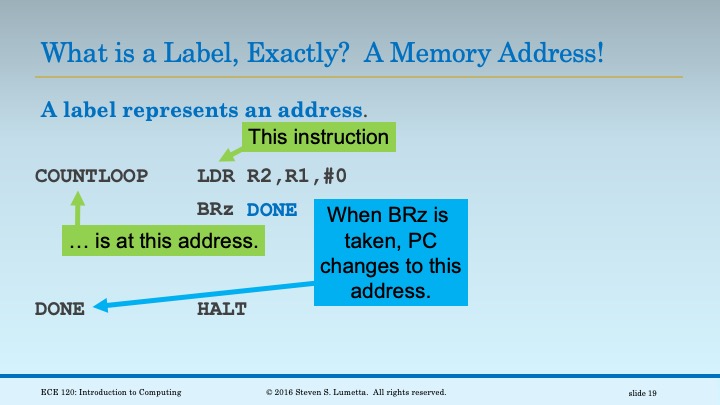 What is a Label, Exactly?  A Memory Address!
A label represents an address.
This instruction
COUNTLOOP LDR R2,R1,#0
BRz DONE
… is at this address.
When BRz is
taken, PC
changes to this
address.
DONE HALT
ECE 120: Introduction to Computing
© 2016 Steven S. Lumetta.  All rights reserved.
slide 19